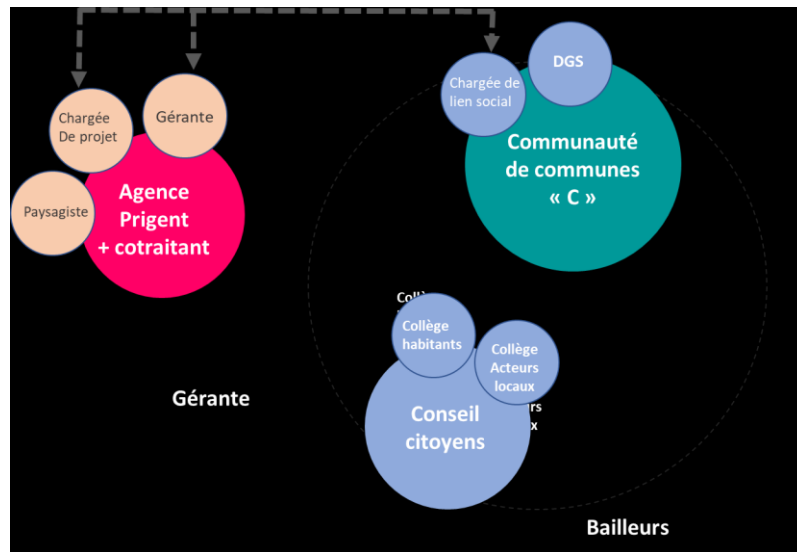 Chargée
De projet
Gérante
Paysagiste
Agence
Prigent
+ cotraitant
Chargée de
lien social
DGS
Communauté
de communes
« C »
Collège
habitants
Collège
Acteurs
locaux
Conseil
citoyens
Gérante
Bailleurs